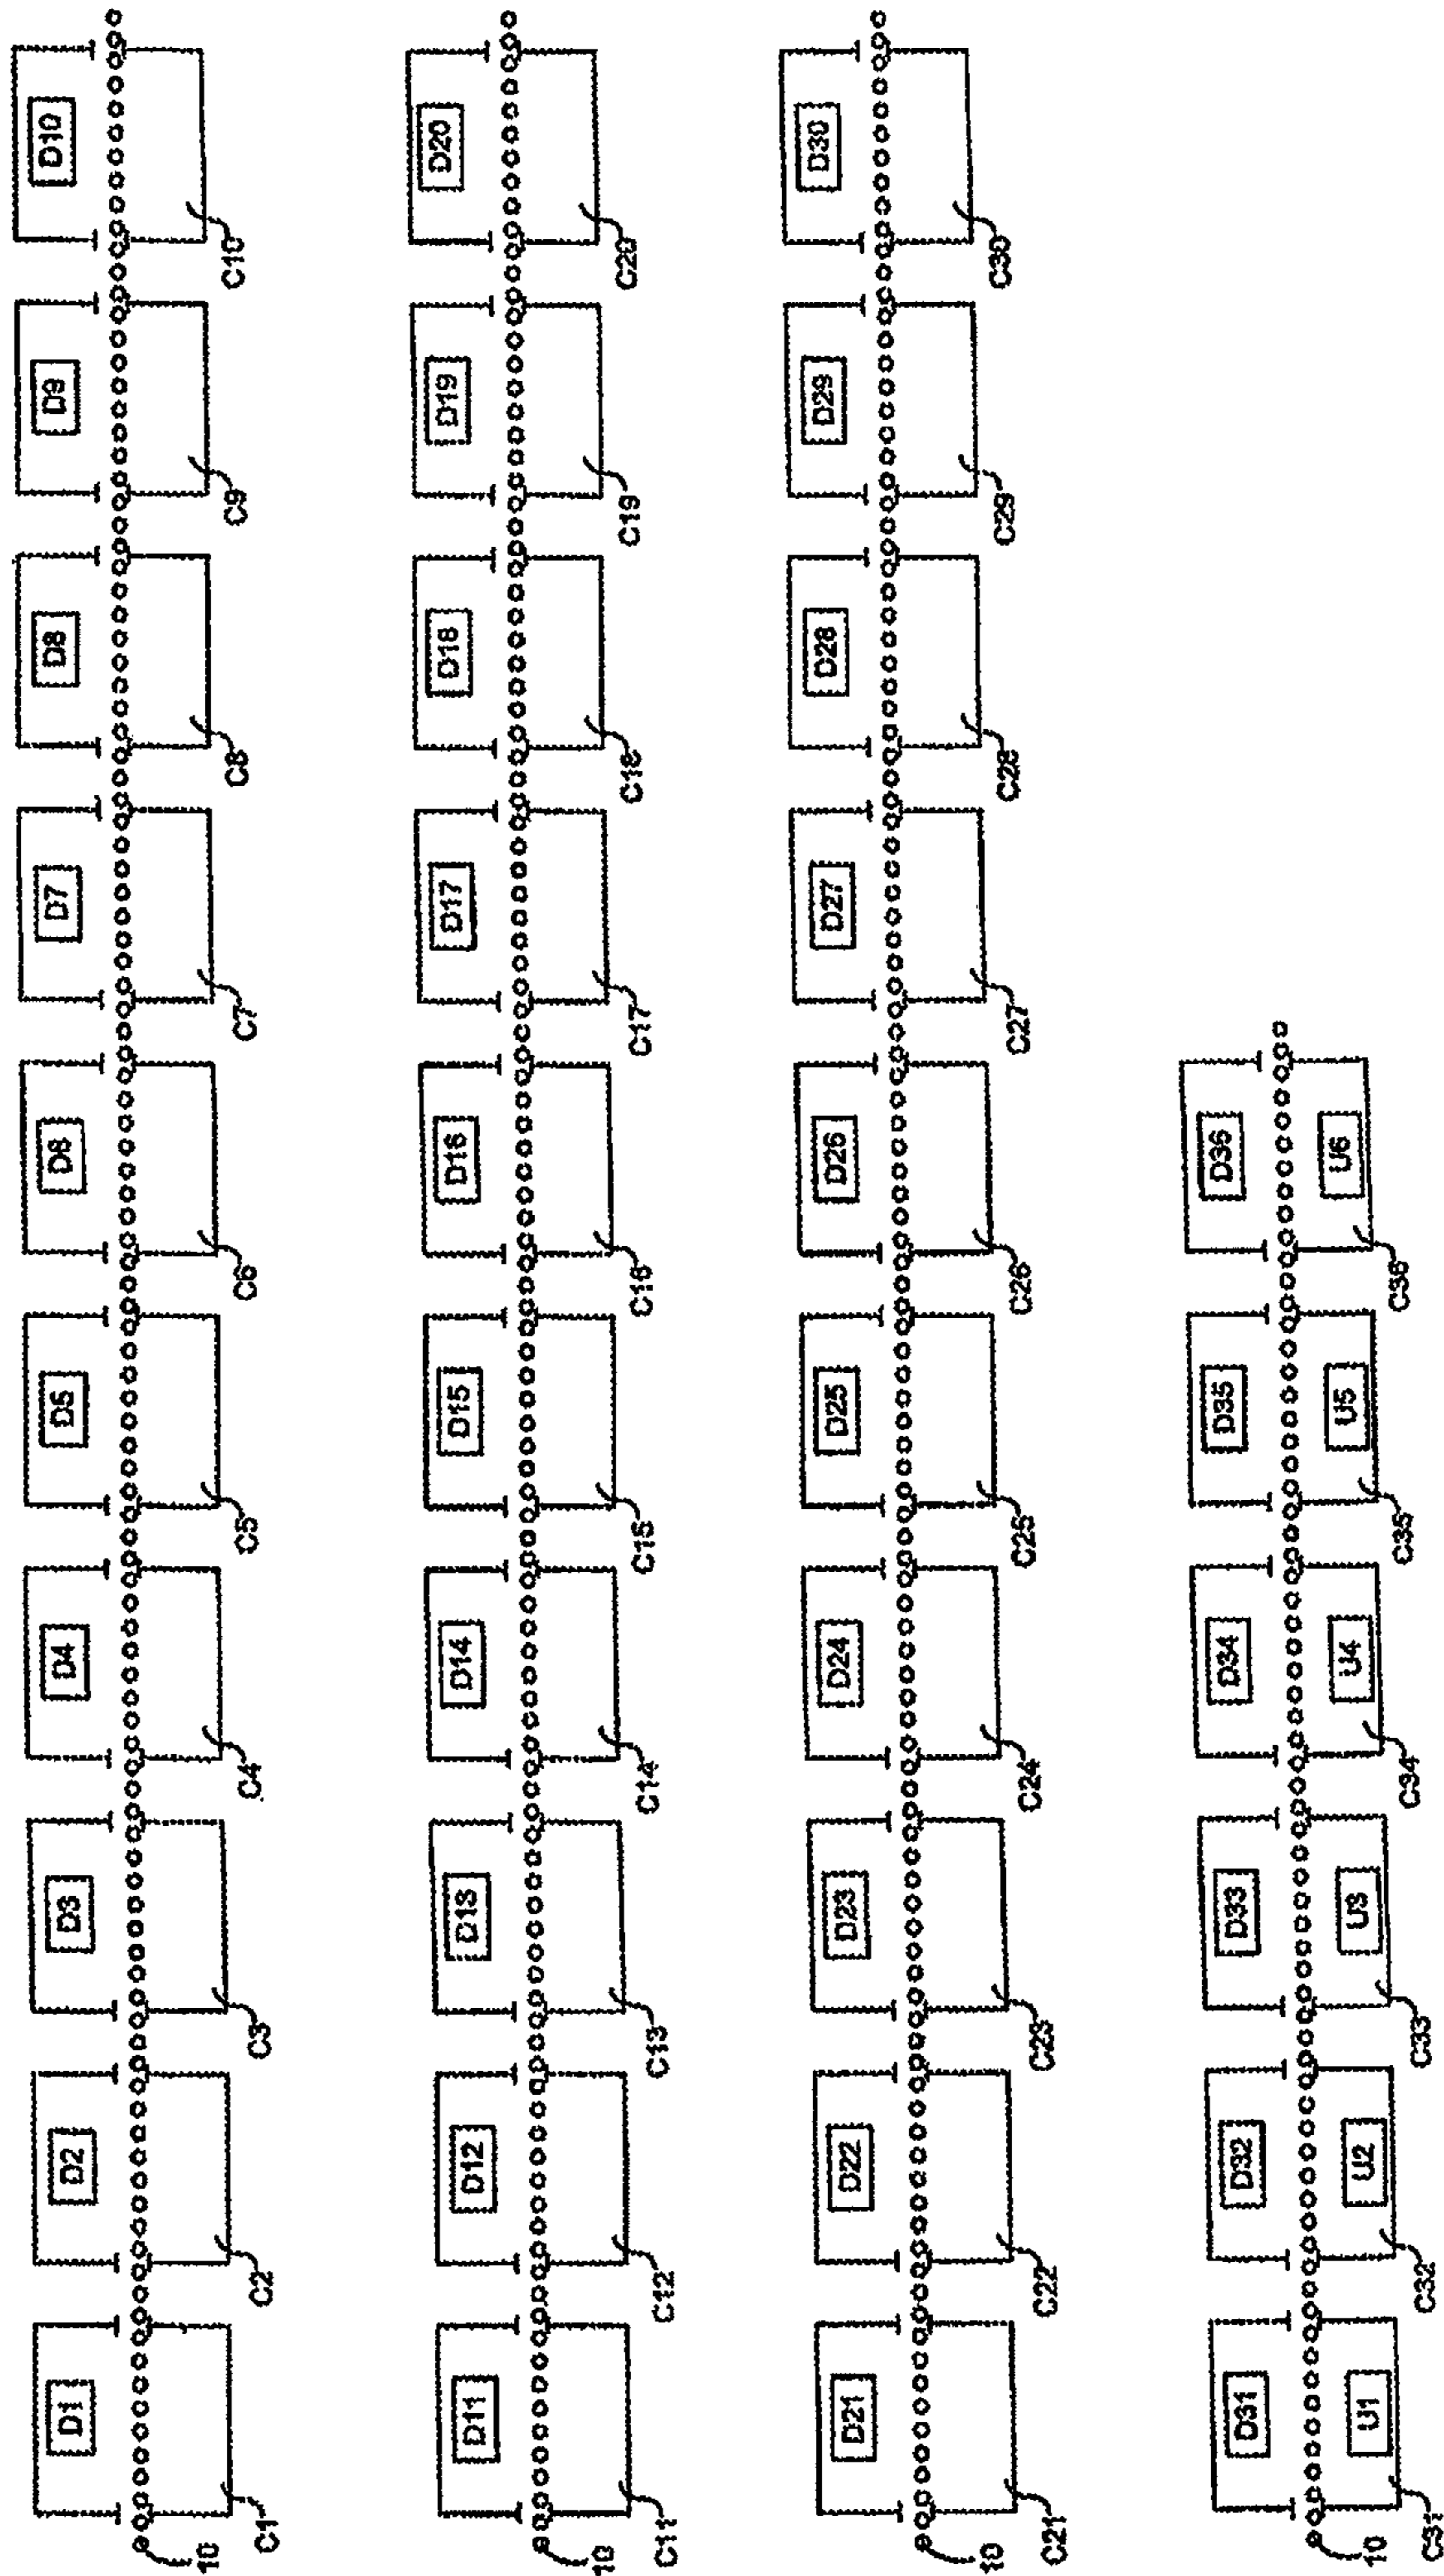 D1 D2 D3 D4 D5 D6 D7 D8 D9 D10
10 C1 C2 C3 C4 C5 C6 C7 C8 C9 C10
D11 D12 D13 D14 D15 D16 D17 D18 D19 D20
10 C11 C12 C13 C14 C15 C16 C17 C18 C19 C20
D21 D22 D23 D24 D25 D26 D27 D28 D29 D30
10 C21 C22 C23 C24 C25 C26 C27 C28 C29 C30
D31 D32 D33 D34 D35 D36
U1 U2 U3 U4 U5 U6
10 C31 C32 C33 C34 C35 C36